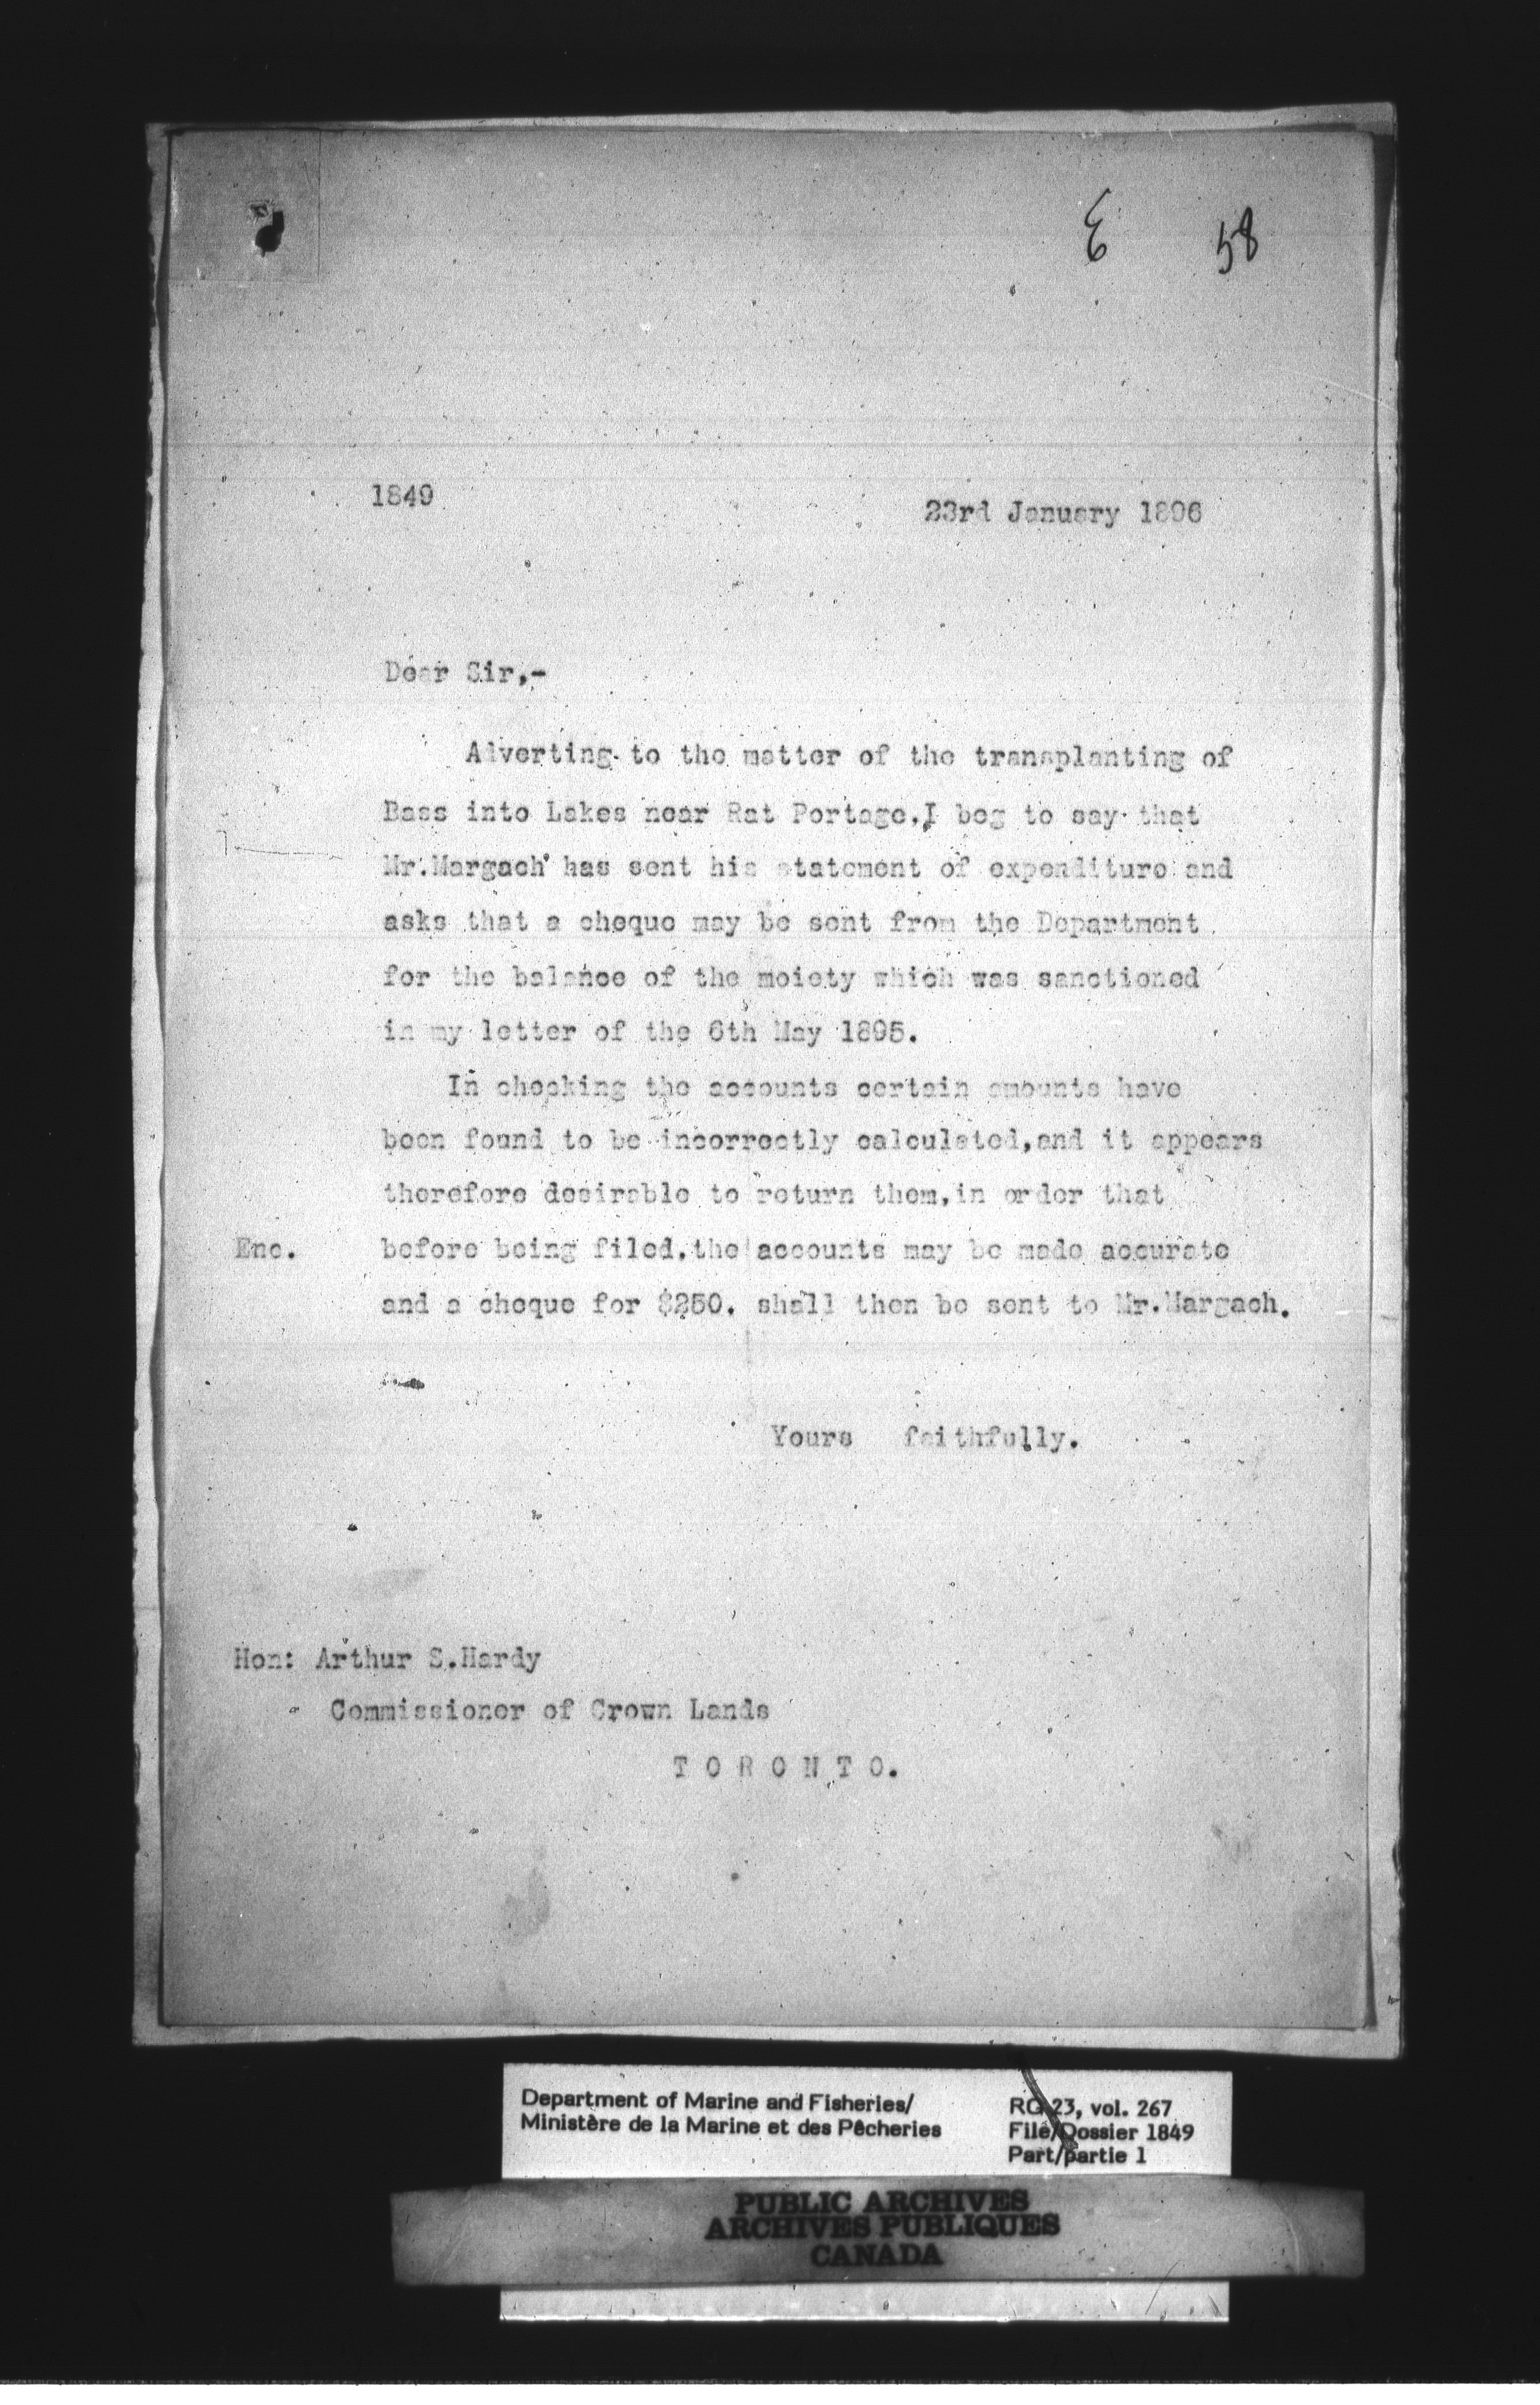 E 58
1849
23rd January 1896
Dear Sir,-
Adverting to the matter of the transplanting of
Bass into Lakes near Rat Portage, I beg to say that
Mr. Margach has sent his statement of expenditure and
asks that a cheque may be sent from the Department
for the balance of the moiety which was sanctioned
in my letter of the 6th May 1895.
In checking the accounts certain amounts have
been found to be incorrectly calculated, and it appears
therefore desirable to return them, in order that
Enc. before being filed, the accounts may be made accurate
and a cheque for $250. shall then be sent to Mr. Margach.
Yours faithfully.
Hon: Arthur S. Hardy
Commissioner of Crown Lands
TORONTO.
Department of Marine and Fisheries/
Ministère de la Marine et des Pêcheries
RG 23, vol. 267
File/Dossier 1849
Part/partie 1
PUBLIC ARCHIVES
ARCHIVES PUBLIQUES
CANADA